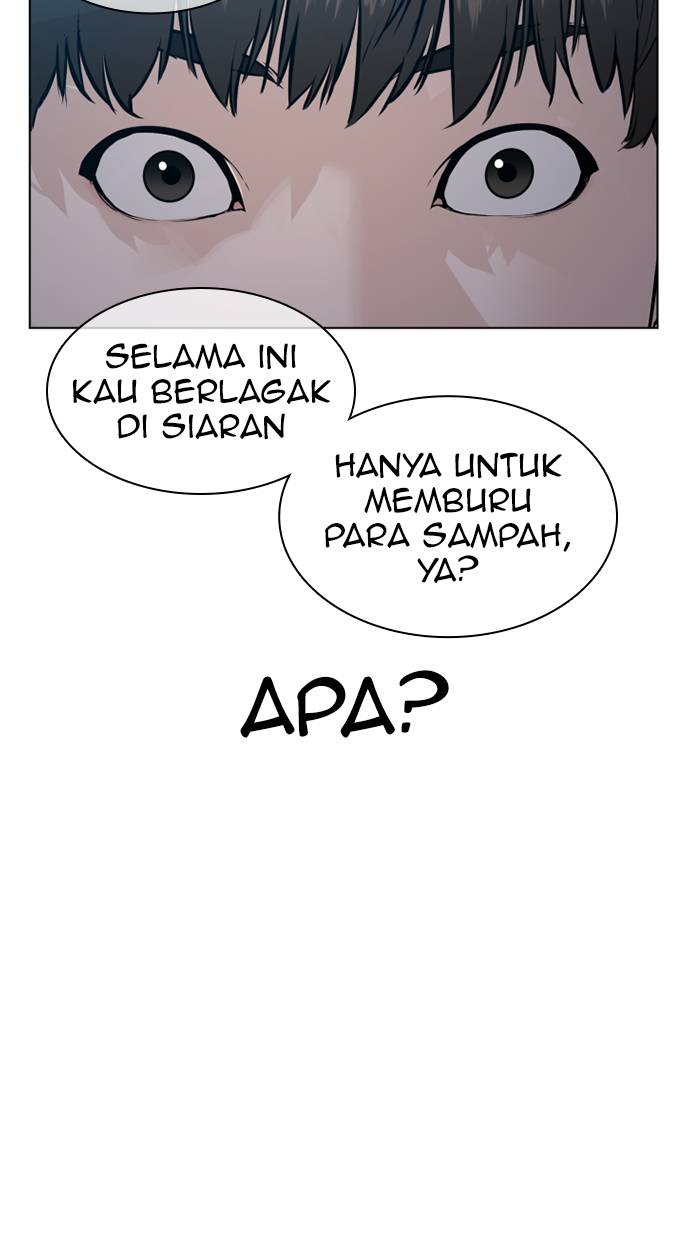 SELAMA INI
KAU BERLAGAK
DI SIARAN
HANYA UNTUK
MEMBURU
PARA SAMPAH,
YA?
APA?